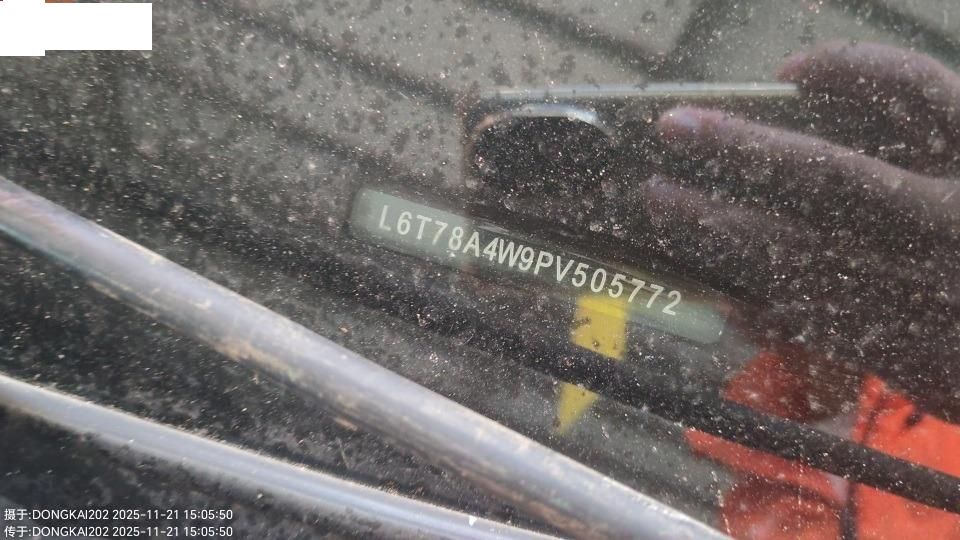 L6T78A4W9PV505772
摄于:DONGKAI202 2025-11-21 15:05:50
传于:DONGKAI202 2025-11-21 15:05:50